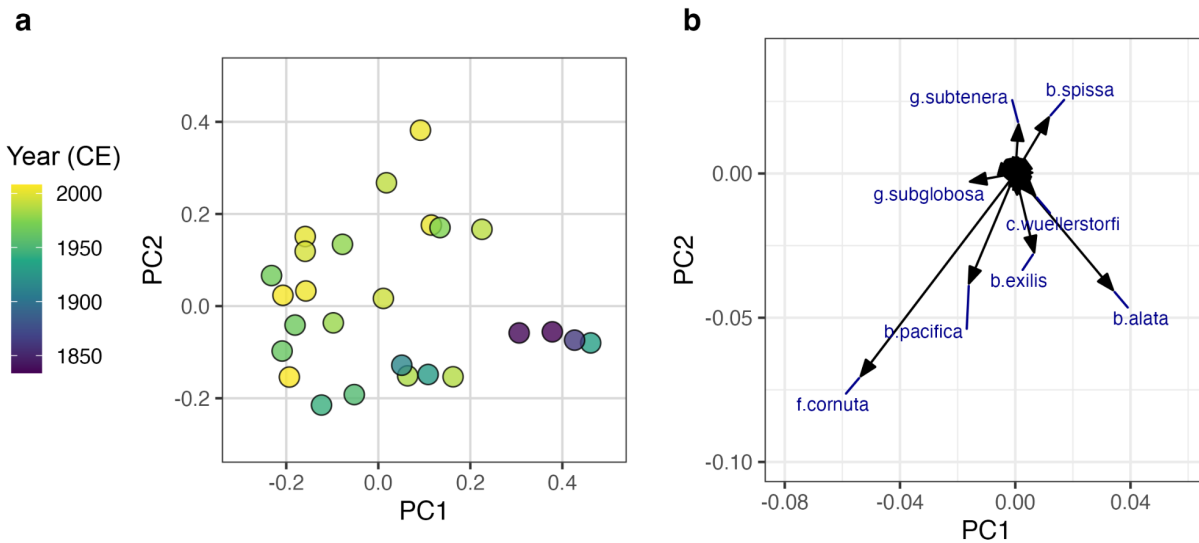 a
Year (CE)
2000
1950
1900
1850
PC2
0.4
0.2
0.0
-0.2
-0.2
0.0
0.2
0.4
PC1
b
PC2
0.00
-0.05
-0.10
g.subtenera
b.spissa
g.subglobosa
c.wuellerstorfi
b.exilis
b.pacifica
b.alata
f.cornuta
-0.08
-0.04
0.00
0.04
PC1